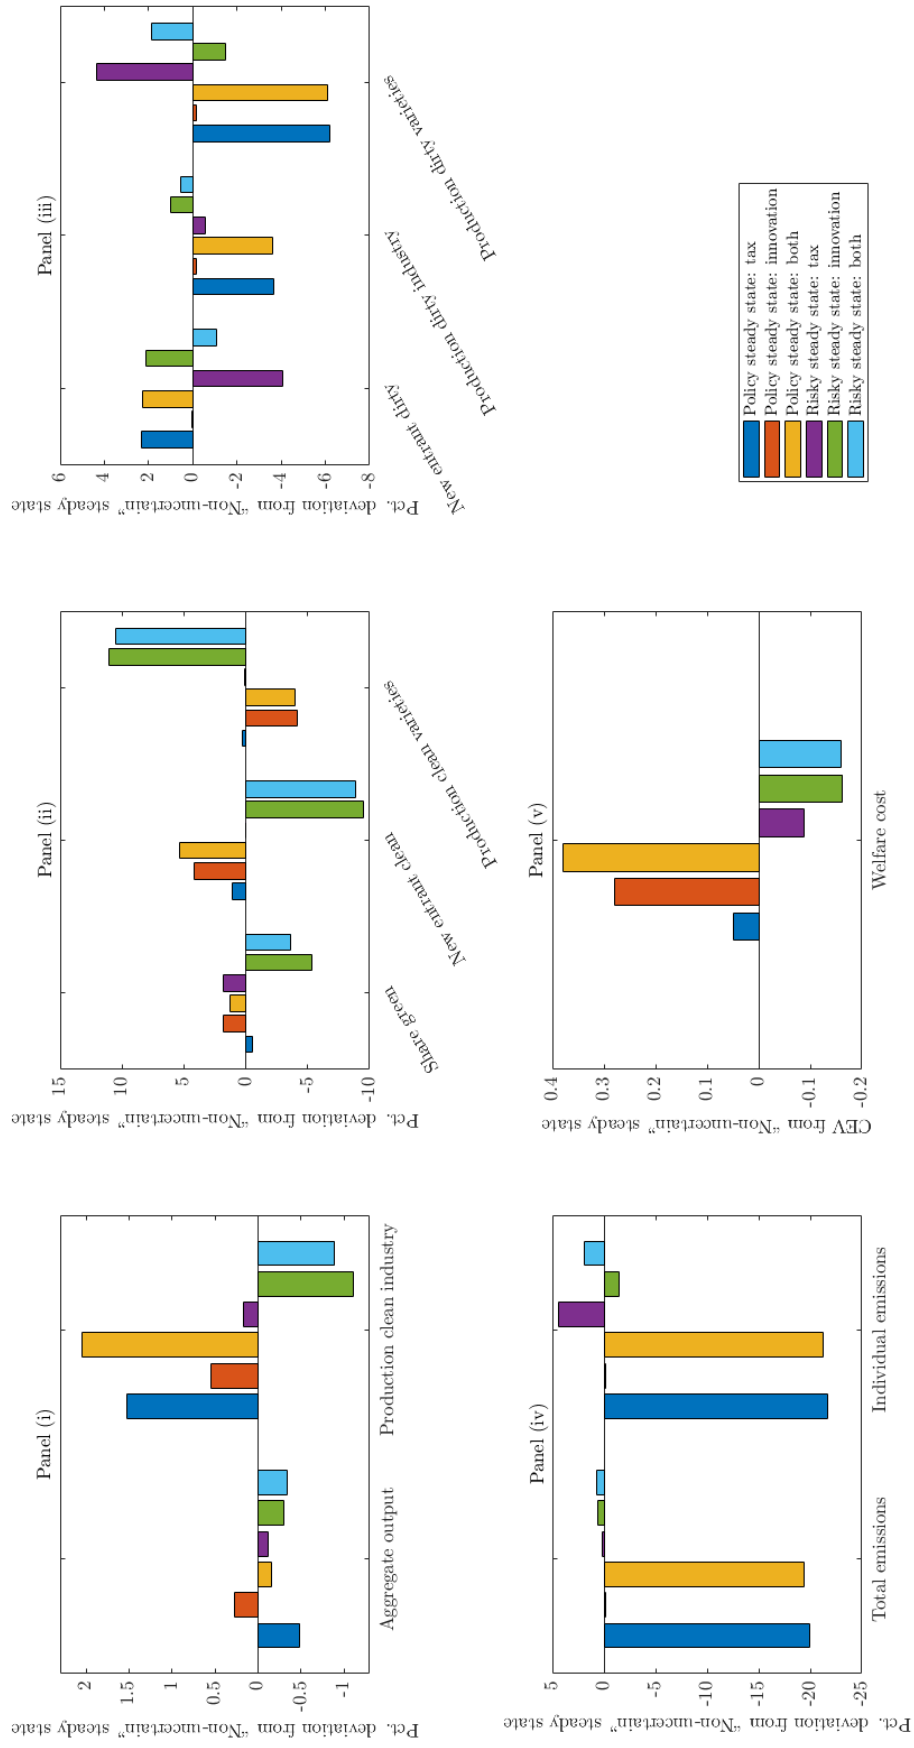 Panel (i)
Pct. deviation from “Non-uncertain” steady state
2
1.5
1
0.5
0
-0.5
-1
Aggregate output
Production clean industry
Panel (ii)
Pct. deviation from “Non-uncertain” steady state
15
10
5
0
-5
-10
Share green
New entrant clean
Production clean varieties
Panel (iii)
Pct. deviation from “Non-uncertain” steady state
6
4
2
0
-2
-4
-6
-8
New entrant dirty
Production dirty industry
Production dirty varieties
Panel (iv)
Pct. deviation from “Non-uncertain” steady state
5
0
-5
-10
-15
-20
-25
Total emissions
Individual emissions
Panel (v)
CEV from “Non-uncertain” steady state
0.4
0.3
0.2
0.1
0
-0.1
-0.2
Welfare cost
Policy steady state: tax
Policy steady state: innovation
Policy steady state: both
Risky steady state: tax
Risky steady state: innovation
Risky steady state: both